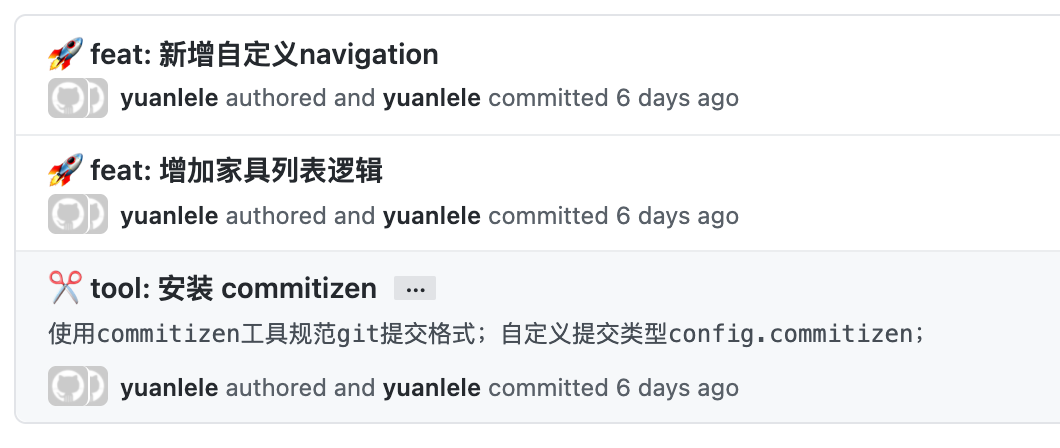 🚀 feat: 新增自定义navigation
yuanlele authored and yuanlele committed 6 days ago
🚀 feat: 增加家具列表逻辑
yuanlele authored and yuanlele committed 6 days ago
✂️ tool: 安装 commitizen …
使用commitizen工具规范git提交格式；自定义提交类型config.commitizen；
yuanlele authored and yuanlele committed 6 days ago